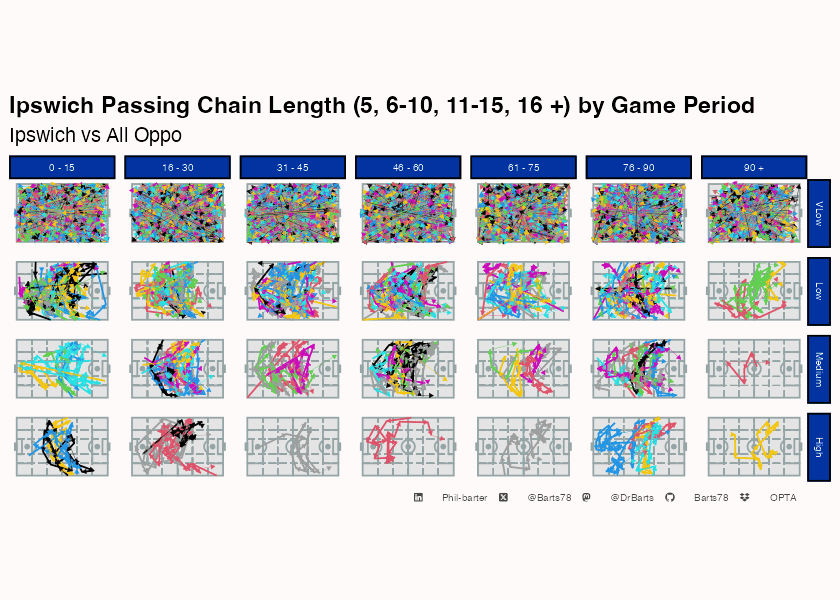 Ipswich Passing Chain Length (5, 6-10, 11-15, 16 +) by Game Period
Ipswich vs All Oppo
0 - 15 16 - 30 31 - 45 46 - 60 61 - 75 76 - 90 90 +
V Low
Low
Medium
High
Phil-barter @Barts78 @DrBarts Barts78 OPTA